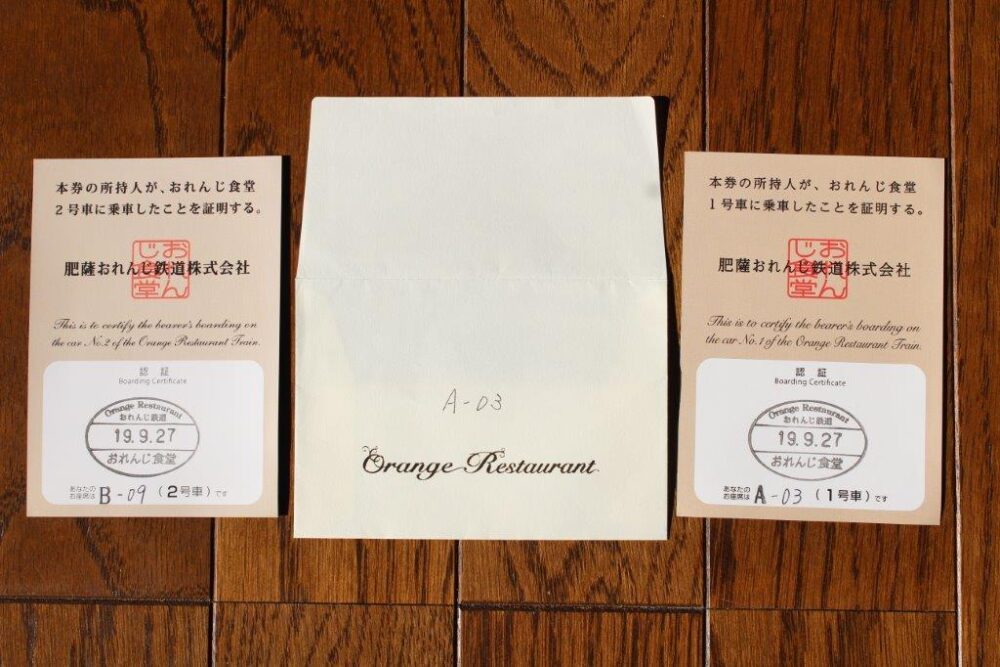 本券の所持人が、おれんじ食堂
2号車に乗車したことを証明する。
おれん
じ食堂
肥薩おれんじ鉄道株式会社
This is to certify the bearer's boarding on
the car No.2 of the Orange Restaurant Train.
認 証
Boarding Certificate
Orange Restaurant
おれんじ鉄道
19.9.27
おれんじ食堂
あなたの
お座席は B-09 (2号車) です
A-03
Orange Restaurant
本券の所持人が、おれんじ食堂
1号車に乗車したことを証明する。
おれん
じ食堂
肥薩おれんじ鉄道株式会社
This is to certify the bearer's boarding on
the car No.1 of the Orange Restaurant Train.
認 証
Boarding Certificate
Orange Restaurant
おれんじ鉄道
19.9.27
おれんじ食堂
あなたの
お座席は A-03 (1号車) です